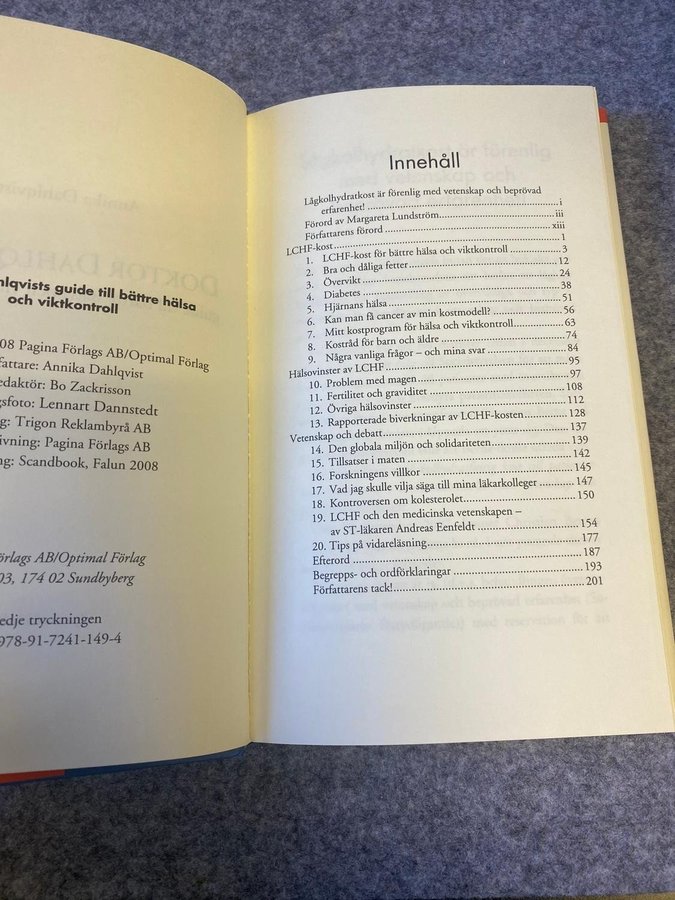 hlqvists guide till bättre hälsa
och viktkontroll
08 Pagina Förlags AB/Optimal Förlag
fattare: Annika Dahlqvist
edaktör: Bo Zackrisson
gsfoto: Lennart Dannstedt
g: Trigon Reklambyrå AB
ivning: Pagina Förlags AB
ng: Scandbook, Falun 2008
örlags AB/Optimal Förlag
03, 174 02 Sundbyberg
edje tryckningen
978-91-7241-149-4
Innehåll
Lågkolhydratkost är förenlig med vetenskap och beprövad
erfarenhet! i
Förord av Margareta Lundström iii
Författarens förord xiii
LCHF-kost 1
1. LCHF-kost för bättre hälsa och viktkontroll 3
2. Bra och dåliga fetter 12
3. Övervikt 24
4. Diabetes 38
5. Hjärnans hälsa 51
6. Kan man få cancer av min kostmodell? 56
7. Mitt kostprogram för hälsa och viktkontroll 63
8. Kostråd för barn och äldre 74
9. Några vanliga frågor – och mina svar 84
Hälsovinster av LCHF 95
10. Problem med magen 97
11. Fertilitet och graviditet 108
12. Övriga hälsovinster 112
13. Rapporterade biverkningar av LCHF-kosten 128
Vetenskap och debatt 137
14. Den globala miljön och solidariteten 139
15. Tillsatser i maten 142
16. Forskningens villkor 145
17. Vad jag skulle vilja säga till mina läkarkolleger 147
18. Kontroversen om kolesterolet 150
19. LCHF och den medicinska vetenskapen –
av ST-läkaren Andreas Eenfeldt 154
20. Tips på vidareläsning 177
Efterord 187
Begrepps- och ordförklaringar 193
Författarens tack! 201